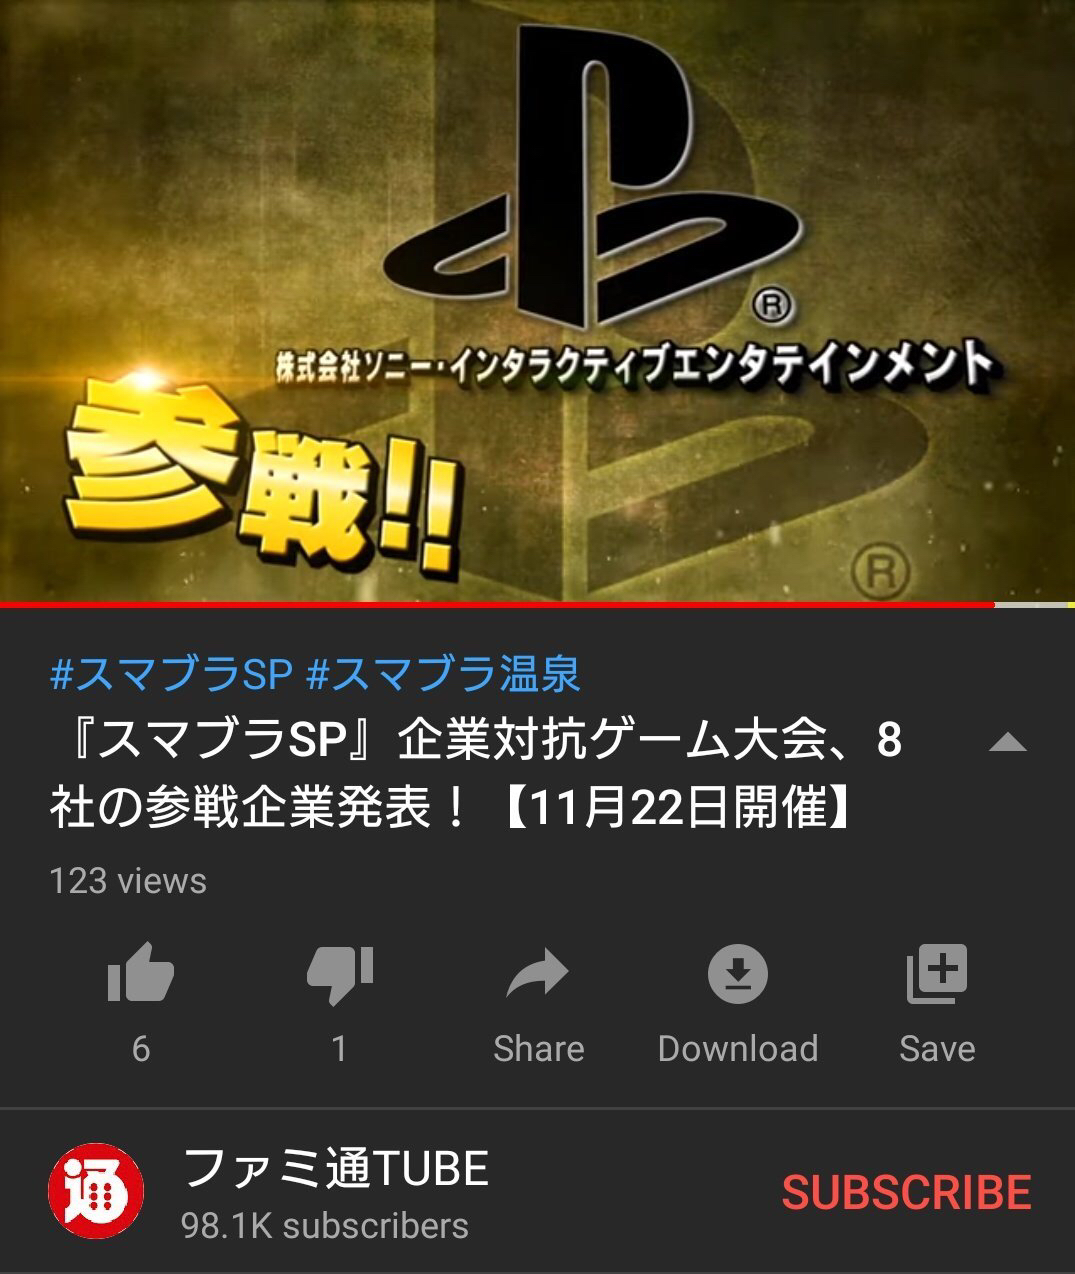 ®
株式会社ソニー・インタラクティブエンタテインメント
参戦!!
®
#スマブラSP #スマブラ温泉
『スマブラSP』企業対抗ゲーム大会、8
社の参戦企業発表！【11月22日開催】
123 views
6
1
Share
Download
Save
通
ファミ通TUBE
98.1K subscribers
SUBSCRIBE